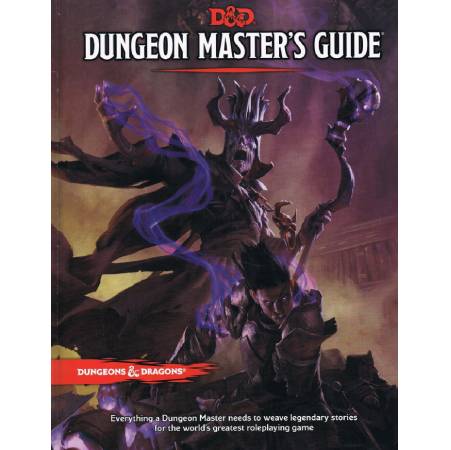 D&D
DUNGEON MASTER'S GUIDE®
DUNGEONS & DRAGONS®
Everything a Dungeon Master needs to weave legendary stories
for the world's greatest roleplaying game